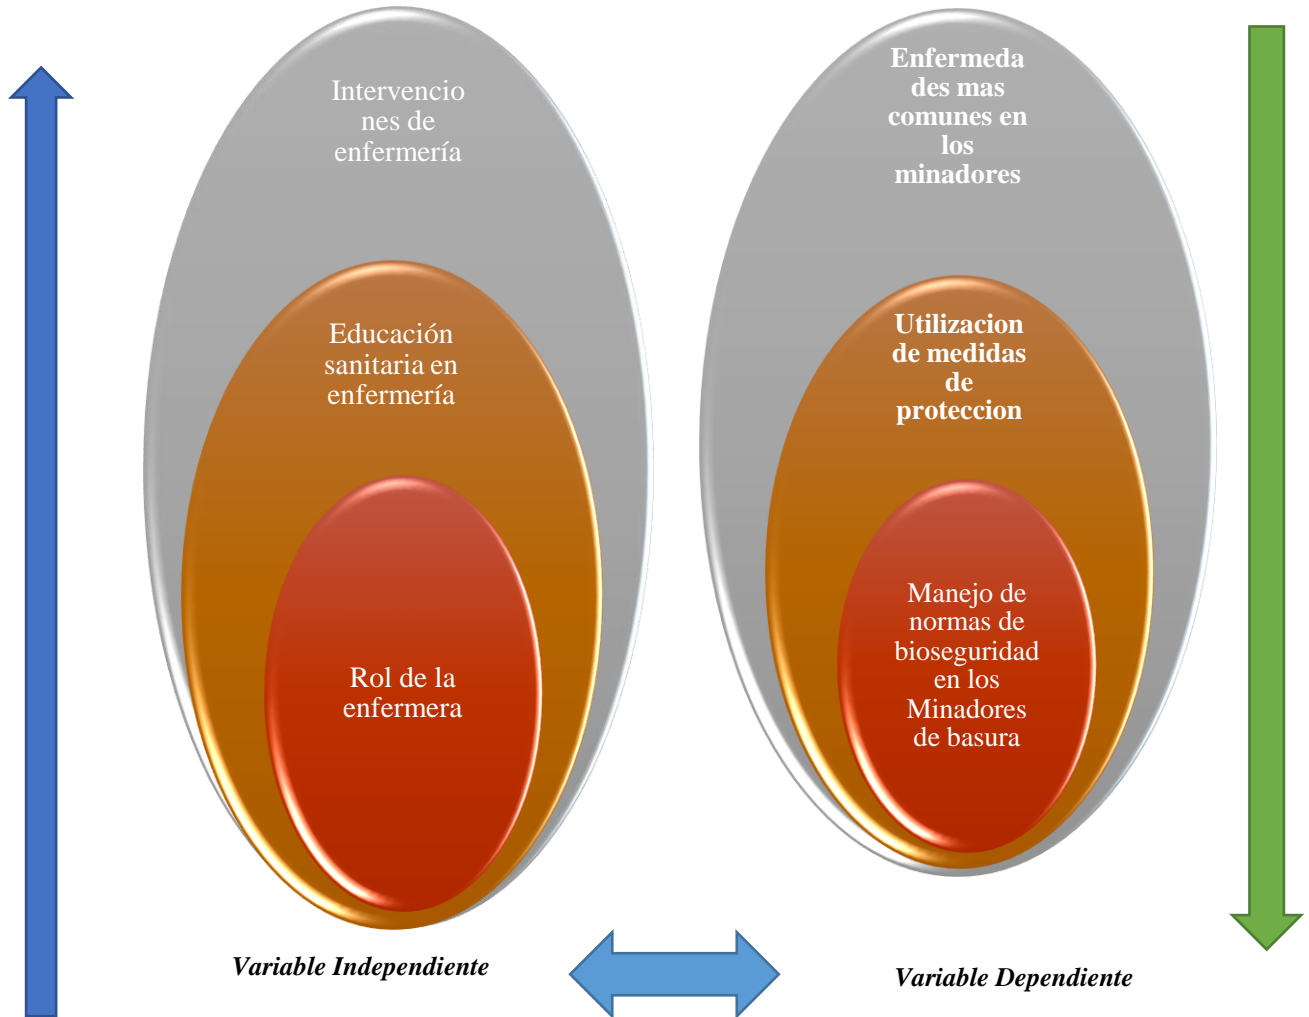 Intervencio
nes de
enfermería
Educación
sanitaria en
enfermería
Rol de la
enfermera
Variable Independiente
Enfermeda
des mas
comunes en
los
minadores
Utilizacion
de medidas
de
proteccion
Manejo de
normas de
bioseguridad
en los
Minadores
de basura
Variable Dependiente